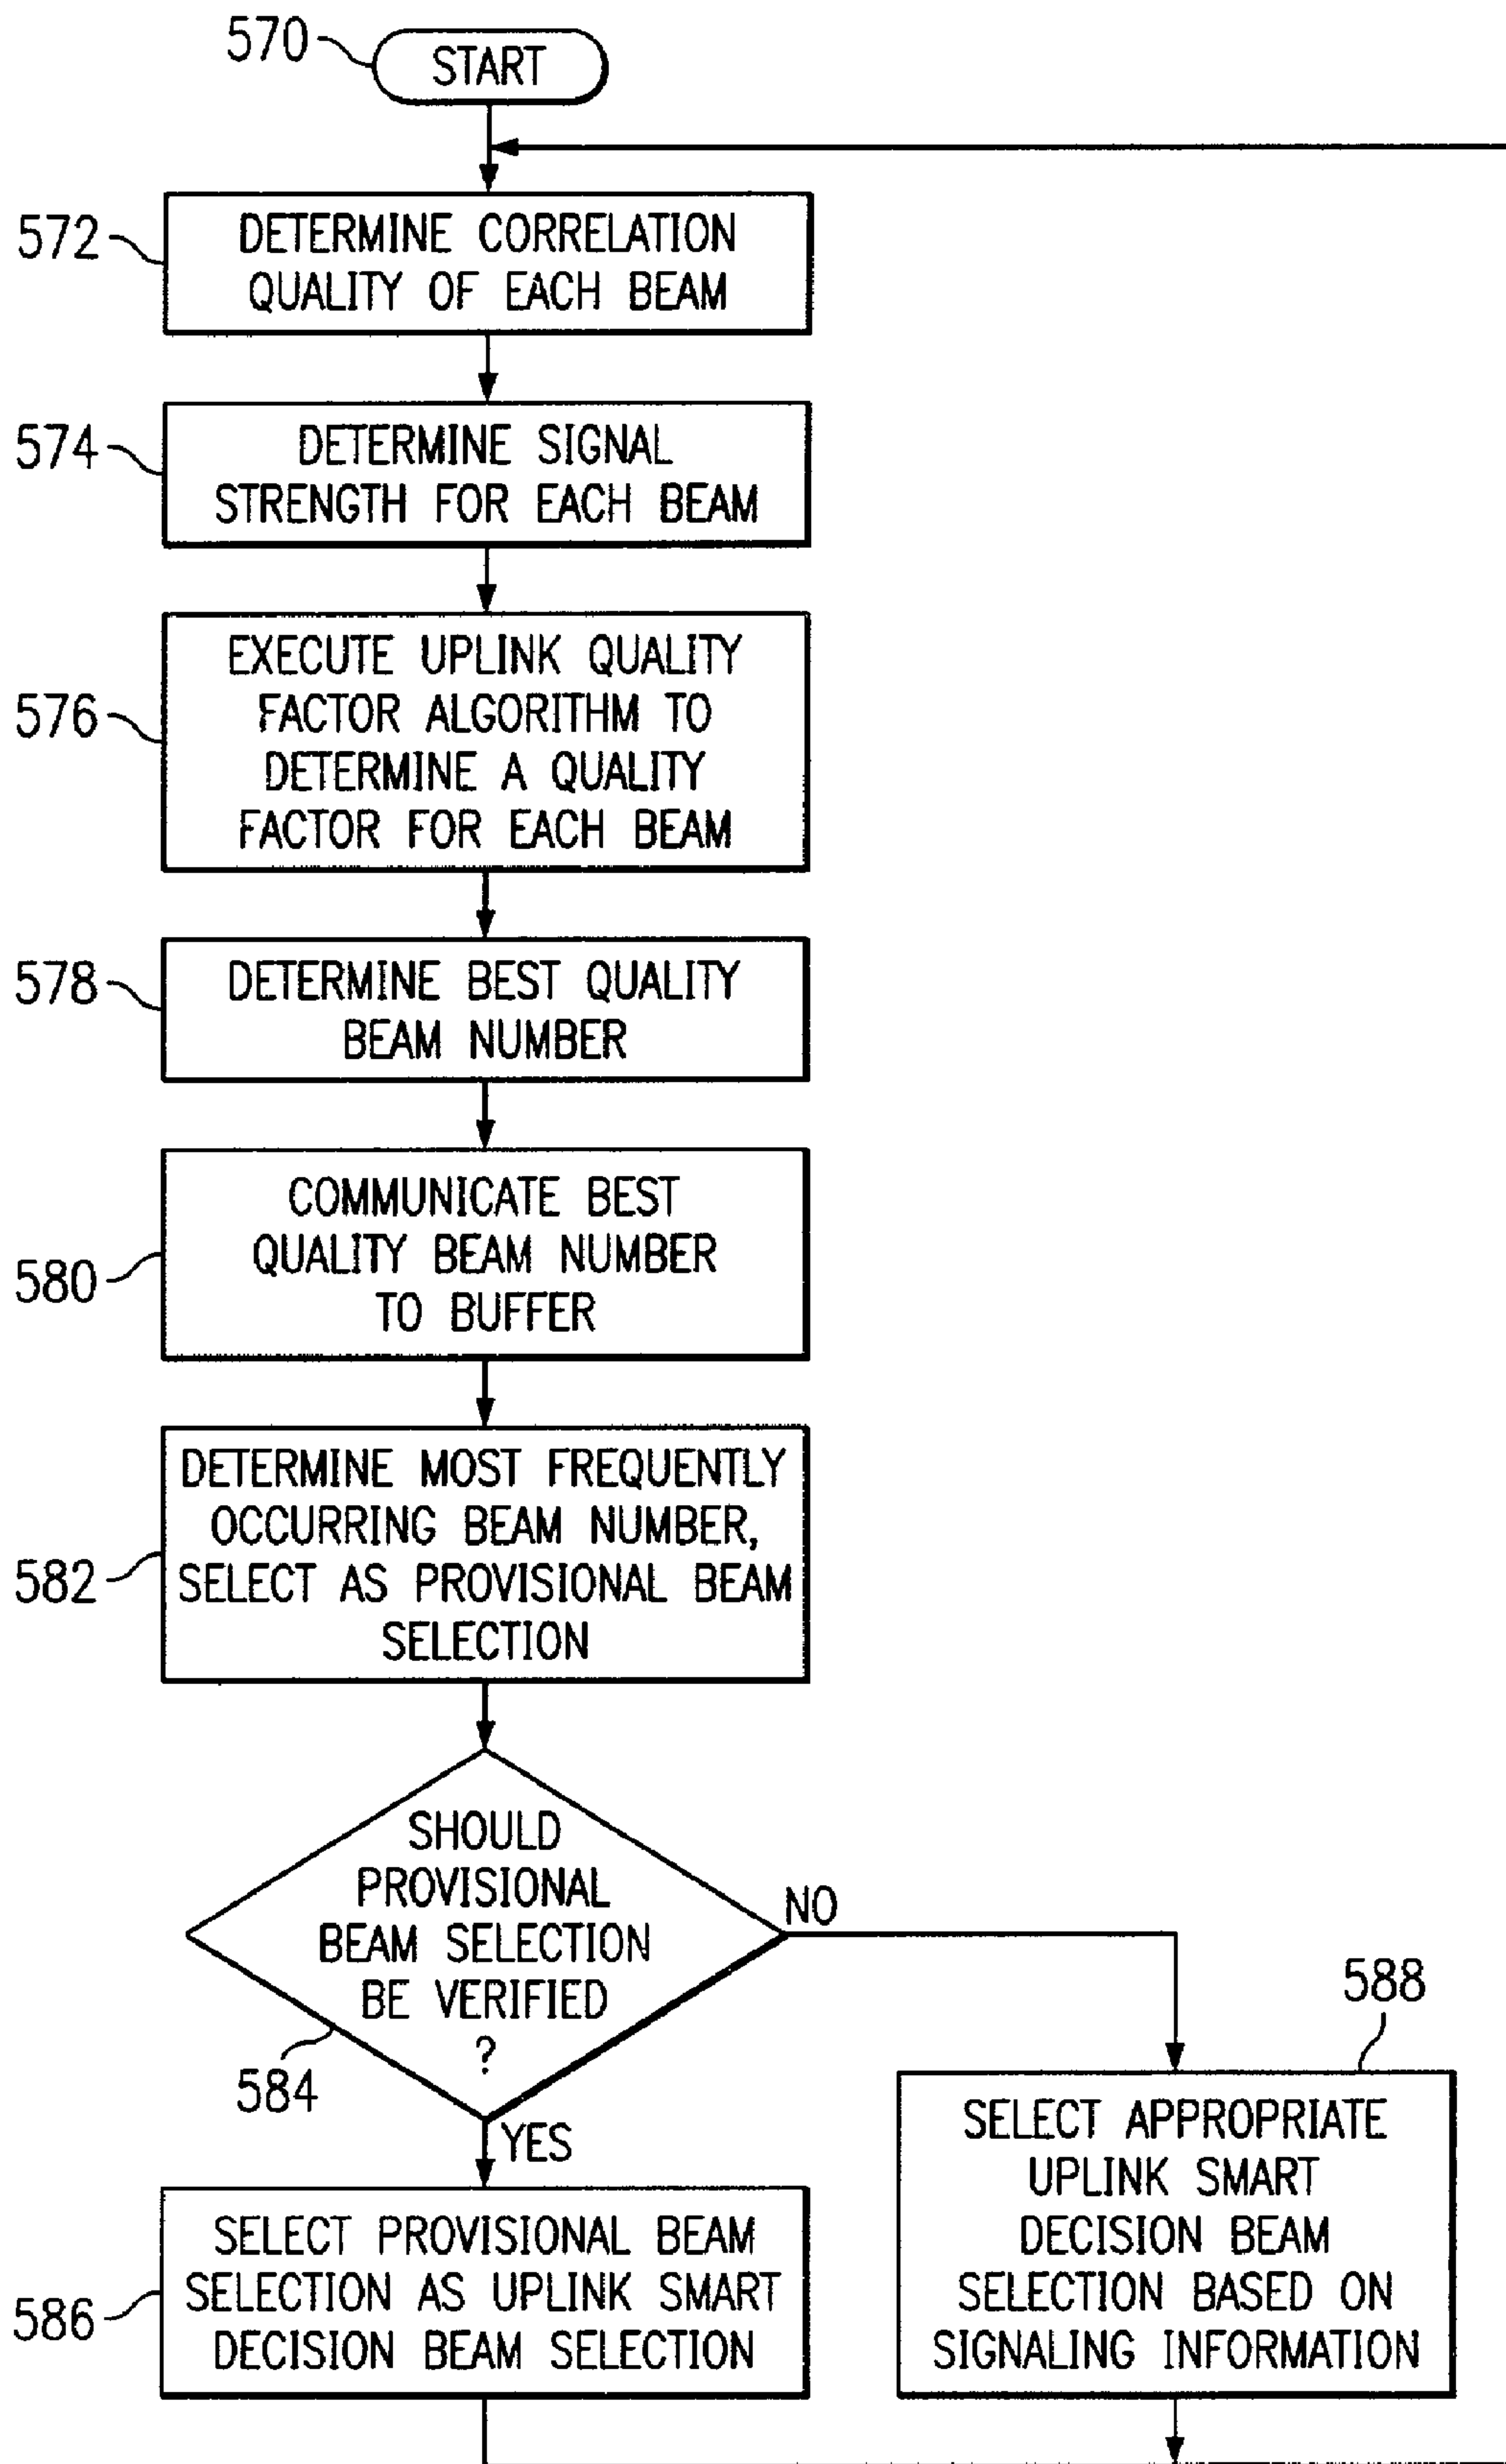 570
START
572
DETERMINE CORRELATION
QUALITY OF EACH BEAM
574
DETERMINE SIGNAL
STRENGTH FOR EACH BEAM
576
EXECUTE UPLINK QUALITY
FACTOR ALGORITHM TO
DETERMINE A QUALITY
FACTOR FOR EACH BEAM
578
DETERMINE BEST QUALITY
BEAM NUMBER
580
COMMUNICATE BEST
QUALITY BEAM NUMBER
TO BUFFER
582
DETERMINE MOST FREQUENTLY
OCCURRING BEAM NUMBER,
SELECT AS PROVISIONAL BEAM
SELECTION
SHOULD
PROVISIONAL
BEAM SELECTION
BE VERIFIED
?
584
NO
YES
586
SELECT PROVISIONAL BEAM
SELECTION AS UPLINK SMART
DECISION BEAM SELECTION
588
SELECT APPROPRIATE
UPLINK SMART
DECISION BEAM
SELECTION BASED ON
SIGNALING INFORMATION